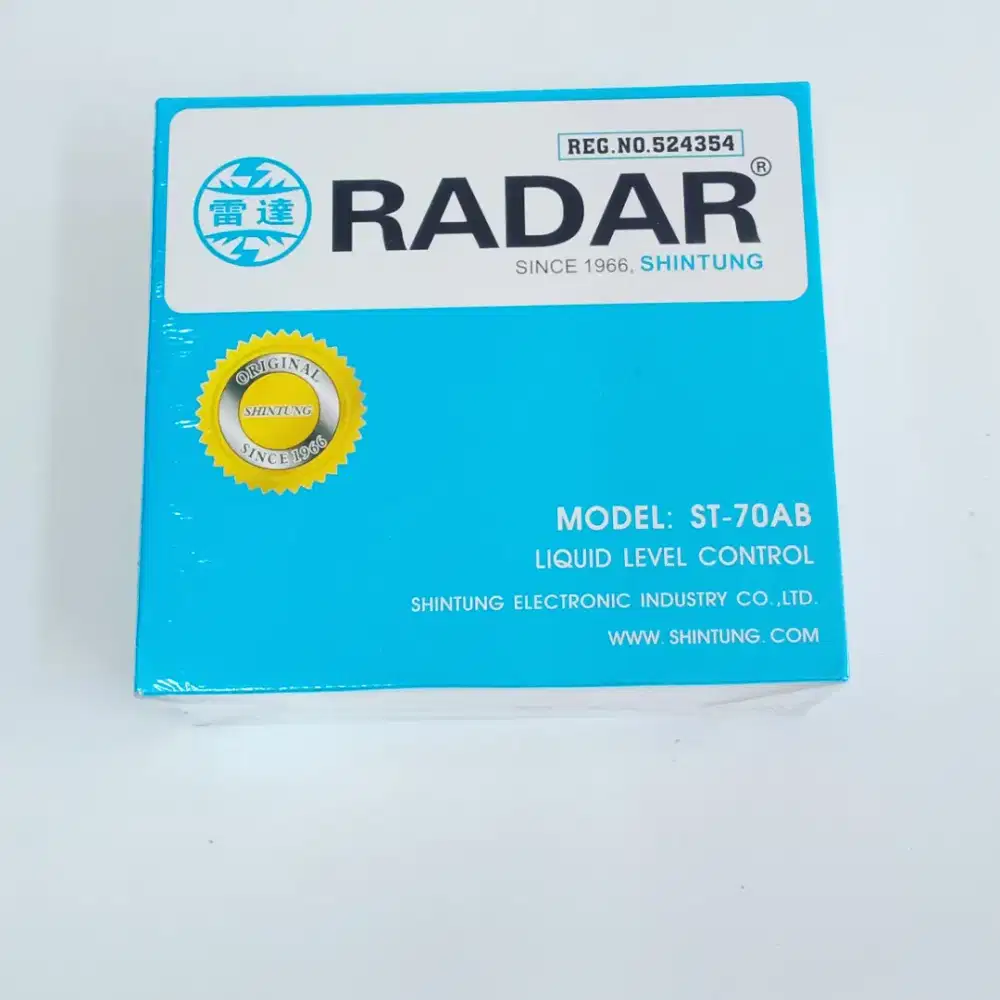 REG.NO.524354
雷達
RADAR®
SINCE 1966, SHINTUNG
ORIGINAL
SHINTUNG
SINCE 1966
MODEL: ST-70AB
LIQUID LEVEL CONTROL
SHINTUNG ELECTRONIC INDUSTRY CO.,LTD.
WWW.SHINTUNG.COM